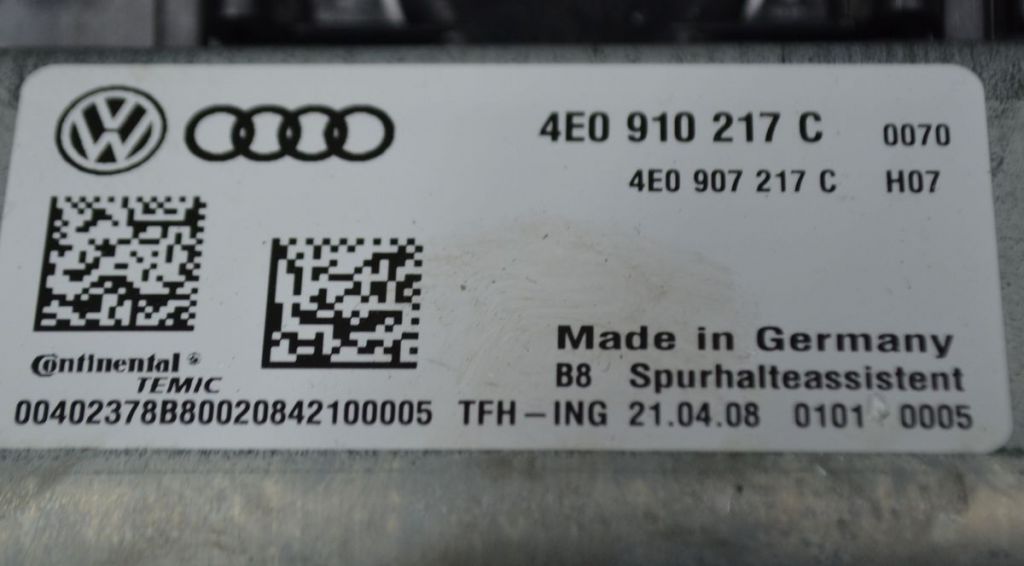 4E0 910 217 C 0070
4E0 907 217 C H07
Made in Germany
Continental
TEMIC
B8 Spurhalteassistent
00402378B80020842100005 TFH-ING 21.04.08 0101 0005